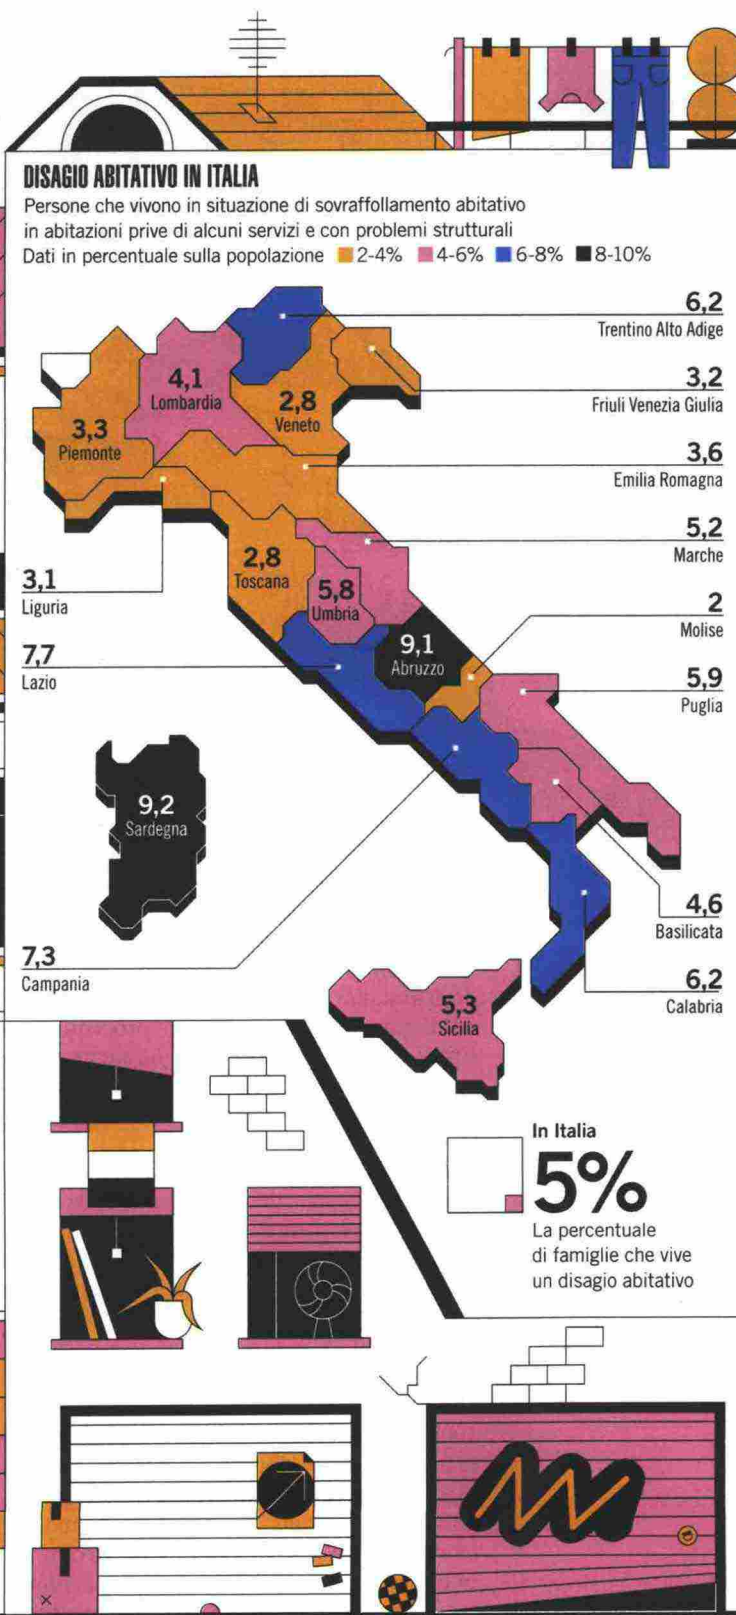 DISAGIO ABITATIVO IN ITALIA
Persone che vivono in situazione di sovraffollamento abitativo
in abitazioni prive di alcuni servizi e con problemi strutturali
Dati in percentuale sulla popolazione 2-4% 4-6% 6-8% 8-10%
6,2
Trentino Alto Adige
4,1
Lombardia
3,2
Friuli Venezia Giulia
2,8
Veneto
3,3
Piemonte
3,6
Emilia Romagna
5,2
Marche
2,8
Toscana
3,1
Liguria
5,8
Umbria
2
Molise
9,1
Abruzzo
7,7
Lazio
5,9
Puglia
9,2
Sardegna
4,6
Basilicata
7,3
Campania
6,2
Calabria
5,3
Sicilia
In Italia
5%
La percentuale
di famiglie che vive
un disagio abitativo